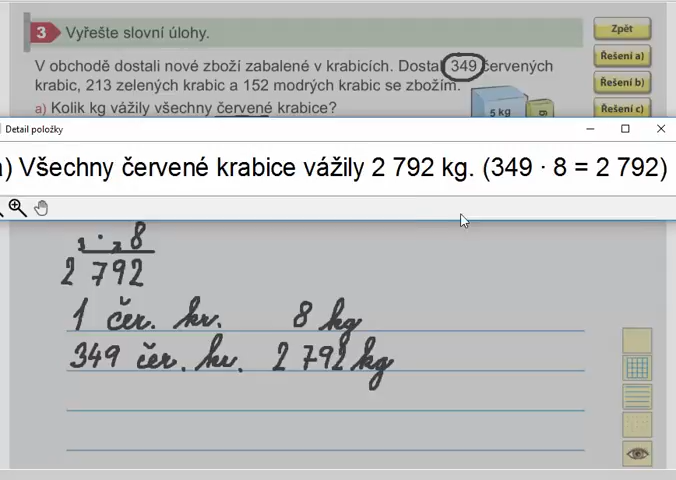 3 Vyřešte slovní úlohy.
Zpět
V obchodě dostali nové zboží zabalené v krabicích. Dostal 349 červených
Řešení a)
krabic, 213 zelených krabic a 152 modrých krabic se zbožím.
Řešení b)
a) Kolik kg vážily všechny červené krabice?
5 kg
Řešení c)
Detail položky
a) Všechny červené krabice vážily 2 792 kg. (349 · 8 = 2 792)
· 8
2 792
1 čer. kr. 8 kg
349 čer. kr. 2 792 kg